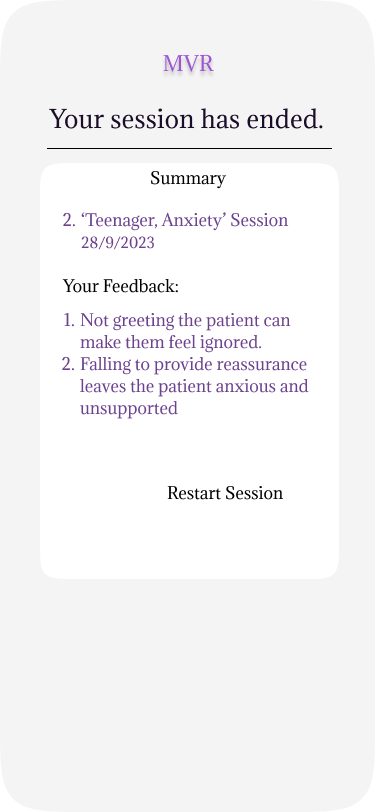 MVR
Your session has ended.
Summary
2. ‘Teenager, Anxiety’ Session
28/9/2023
Your Feedback:
1. Not greeting the patient can
make them feel ignored.
2. Falling to provide reassurance
leaves the patient anxious and
unsupported
Restart Session